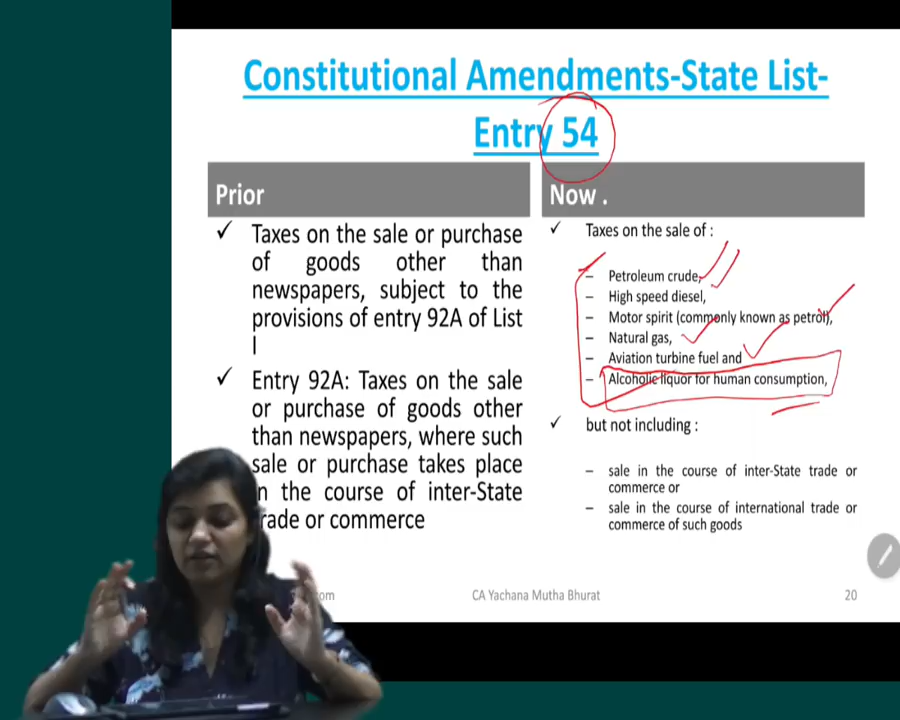 Constitutional Amendments-State List-
Entry 54
Prior
✓ Taxes on the sale or purchase
of goods other than
newspapers, subject to the
provisions of entry 92A of List
I
✓ Entry 92A: Taxes on the sale
or purchase of goods other
than newspapers, where such
sale or purchase takes place
in the course of inter-State
trade or commerce
Now .
✓ Taxes on the sale of :
– Petroleum crude,
– High speed diesel,
– Motor spirit (commonly known as petrol),
– Natural gas,
– Aviation turbine fuel and
– Alcoholic liquor for human consumption,
✓ but not including :
– sale in the course of inter-State trade or
commerce or
– sale in the course of international trade or
commerce of such goods
com
CA Yachana Mutha Bhurat
20